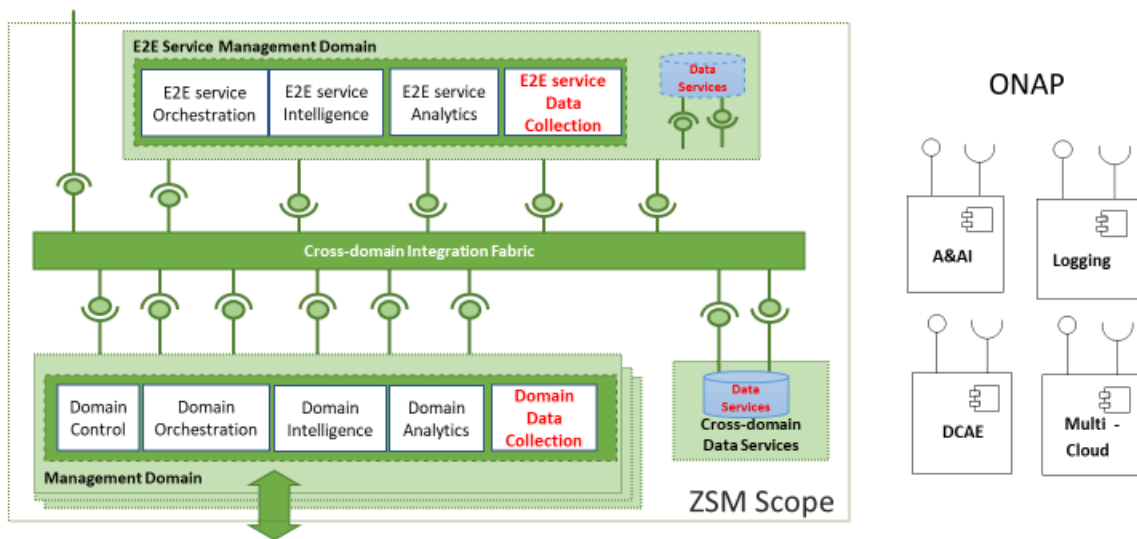 E2E Service Management Domain
E2E service
Orchestration
E2E service
Intelligence
E2E service
Analytics
E2E service
Data
Collection
Data
Services
Cross-domain Integration Fabric
Domain
Control
Domain
Orchestration
Domain
Intelligence
Domain
Analytics
Domain
Data
Collection
Management Domain
Data
Services
Cross-domain
Data Services
ZSM Scope
ONAP
A&AI
Logging
DCAE
Multi -
Cloud